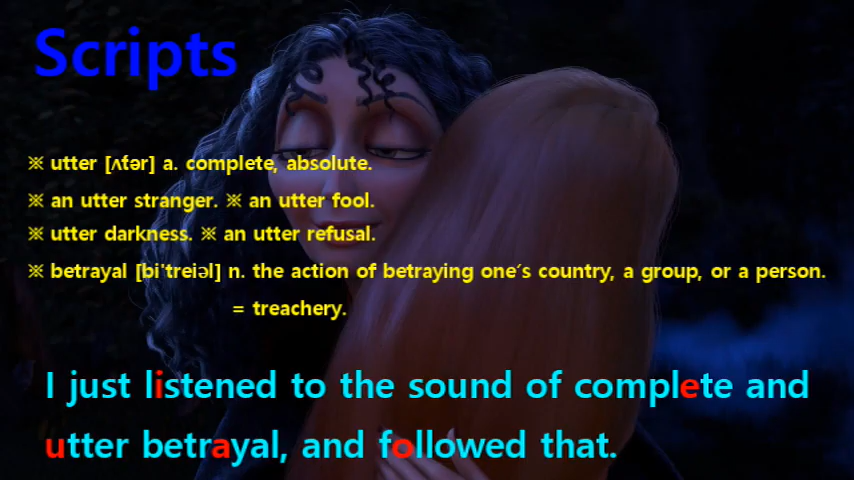 Scripts
※ utter [ʌtər] a. complete, absolute.
※ an utter stranger. ※ an utter fool.
※ utter darkness. ※ an utter refusal.
※ betrayal [bi'treiəl] n. the action of betraying one´s country, a group, or a person.
= treachery.
I just listened to the sound of complete and
utter betrayal, and followed that.